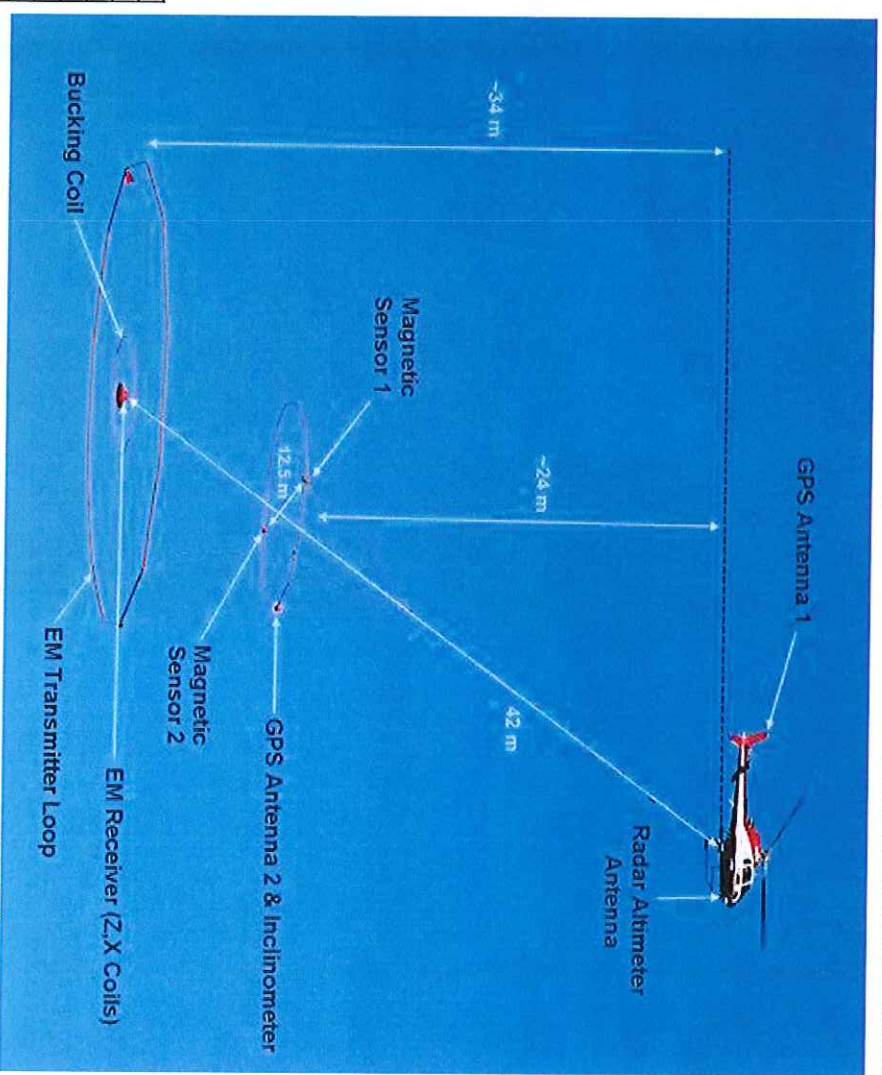 GPS Antenna 1
~34 m
~24 m
42 m
Radar Altimeter
Antenna
Magnetic
Sensor 1
12.5 m
GPS Antenna 2 & Inclinometer
Magnetic
Sensor 2
Bucking Coil
EM Receiver (Z,X Coils)
EM Transmitter Loop